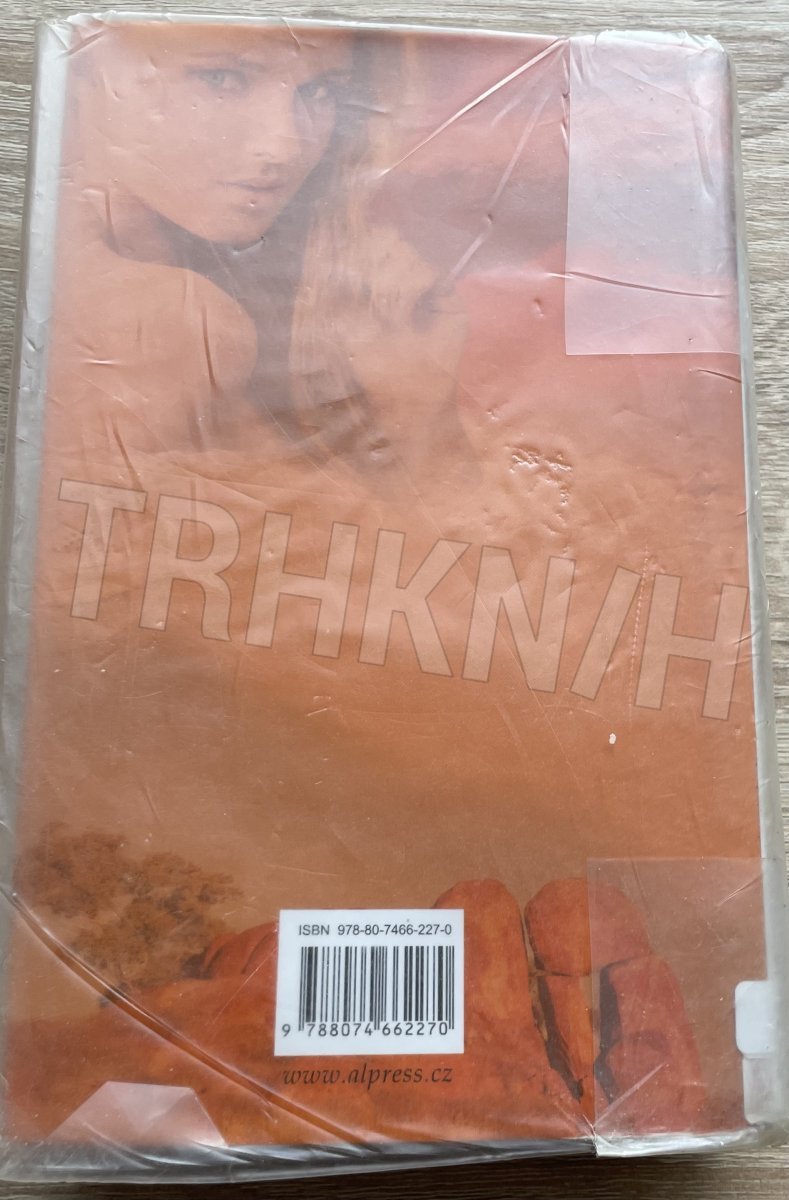 TRHKN/H
ISBN 978-80-7466-227-0
9 788074 662270
www.alpress.cz